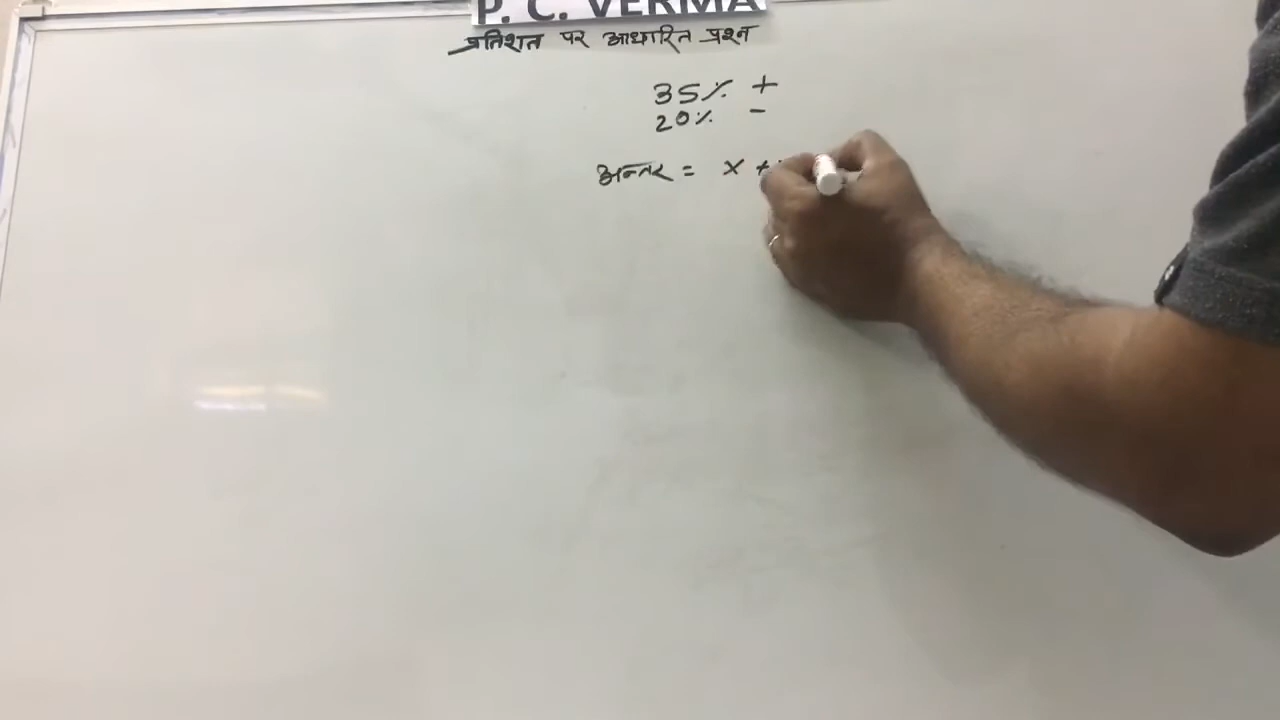 P. C. VERMA
प्रतिशत पर आधारित प्रश्न
35% +
20% -
अन्तर = x +